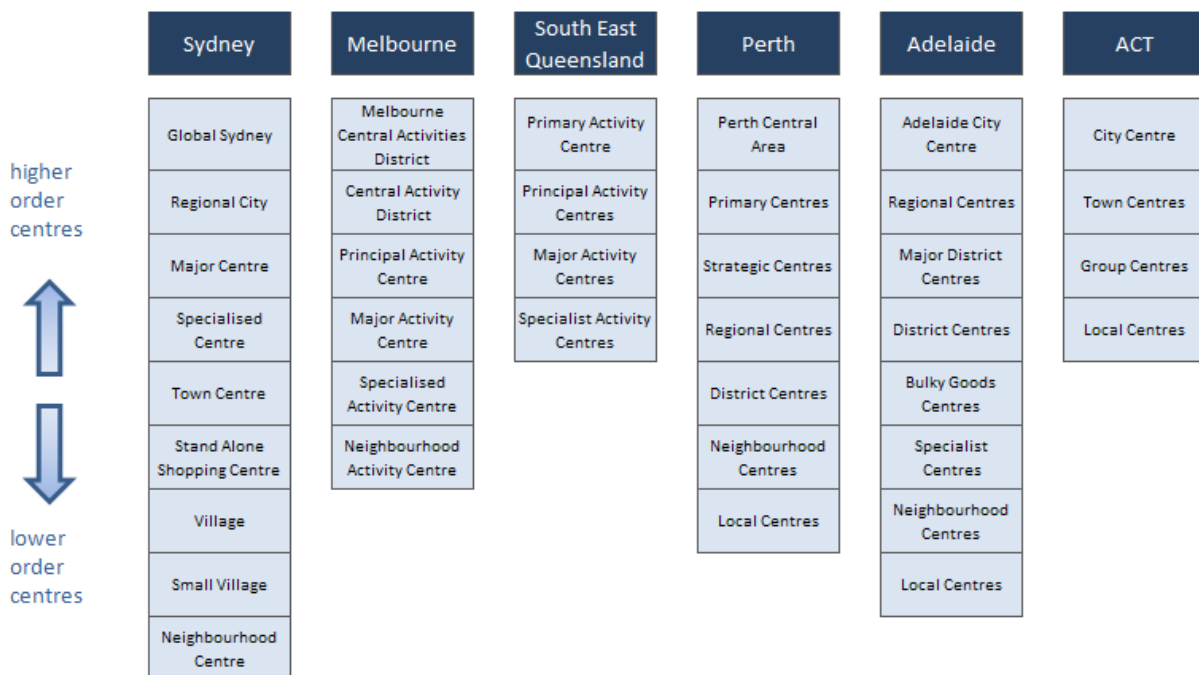 Sydney
Melbourne
South East
Queensland
Perth
Adelaide
ACT
higher
order
centres
lower
order
centres
Global Sydney
Regional City
Major Centre
Specialised
Centre
Town Centre
Stand Alone
Shopping Centre
Village
Small Village
Neighbourhood
Centre
Melbourne
Central Activities
District
Central Activity
District
Principal Activity
Centre
Major Activity
Centre
Specialised
Activity Centre
Neighbourhood
Activity Centre
Primary Activity
Centre
Principal Activity
Centres
Major Activity
Centres
Specialist Activity
Centres
Perth Central
Area
Primary Centres
Strategic Centres
Regional Centres
District Centres
Neighbourhood
Centres
Local Centres
Adelaide City
Centre
Regional Centres
Major District
Centres
District Centres
Bulky Goods
Centres
Specialist
Centres
Neighbourhood
Centres
Local Centres
City Centre
Town Centres
Group Centres
Local Centres